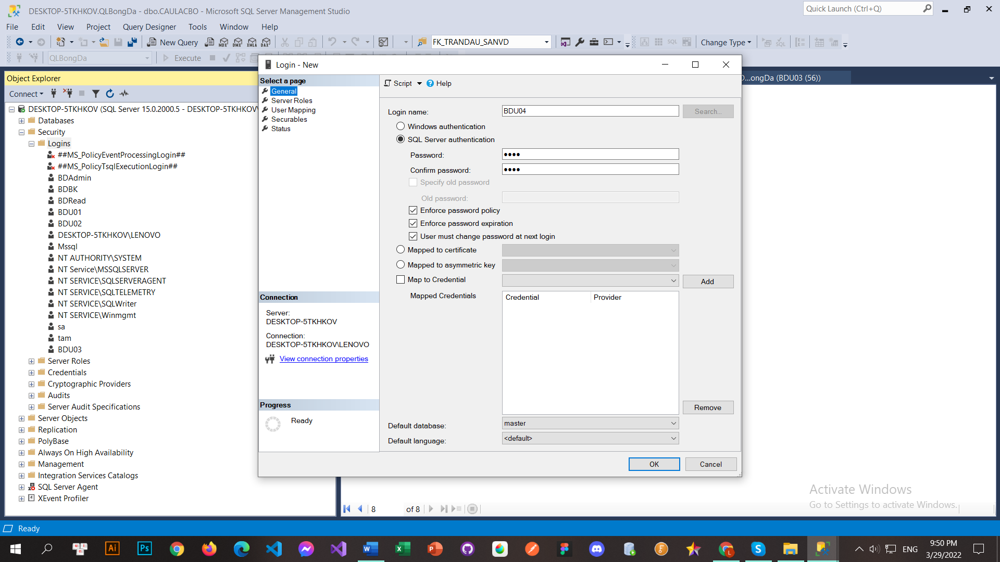 DESKTOP-5TKHKOV.QLBongDa - dbo.CAULACBO - Microsoft SQL Server Management Studio
Quick Launch (Ctrl+Q)
File Edit View Project Query Designer Tools Window Help
New Query
MDX DMX XMLA DAX
FK_TRANDAU_SANVD
SQL
Change Type
QLBongDa
Execute
Object Explorer
Connect
DESKTOP-5TKHKOV (SQL Server 15.0.2000.5 - DESKTOP-5TKHKOV
Databases
Security
Logins
##MS_PolicyEventProcessingLogin##
##MS_PolicyTsqlExecutionLogin##
BDAdmin
BDBK
BDRead
BDU01
BDU02
DESKTOP-5TKHKOV\LENOVO
Mssql
NT AUTHORITY\SYSTEM
NT Service\MSSQLSERVER
NT SERVICE\SQLSERVERAGENT
NT SERVICE\SQLTELEMETRY
NT SERVICE\SQLWriter
NT SERVICE\Winmgmt
sa
tam
BDU03
Server Roles
Credentials
Cryptographic Providers
Audits
Server Audit Specifications
Server Objects
Replication
PolyBase
Always On High Availability
Management
Integration Services Catalogs
SQL Server Agent
XEvent Profiler
Login - New
Select a page
General
Server Roles
User Mapping
Securables
Status
Connection
Server:
DESKTOP-5TKHKOV
Connection:
DESKTOP-5TKHKOV\LENOVO
View connection properties
Progress
Ready
Script
Help
Login name:
BDU04
Search...
Windows authentication
SQL Server authentication
Password:
Confirm password:
Specify old password
Old password:
Enforce password policy
Enforce password expiration
User must change password at next login
Mapped to certificate
Mapped to asymmetric key
Map to Credential
Add
Mapped Credentials
Credential
Provider
Remove
Default database:
master
Default language:
<default>
OK
Cancel
...ongDa (BDU03 (56))
8 of 8
Activate Windows
Go to Settings to activate Windows.
Ready
Ai
Ps
ENG
9:50 PM
3/29/2022